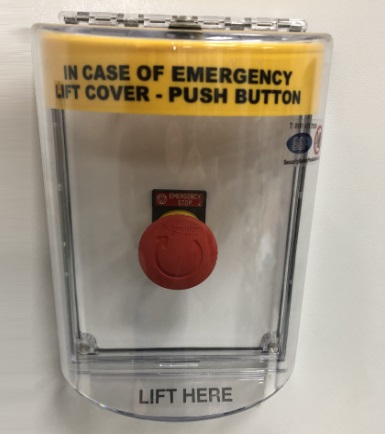 IN CASE OF EMERGENCY
LIFT COVER - PUSH BUTTON
EMERGENCY
STOP
LIFT HERE